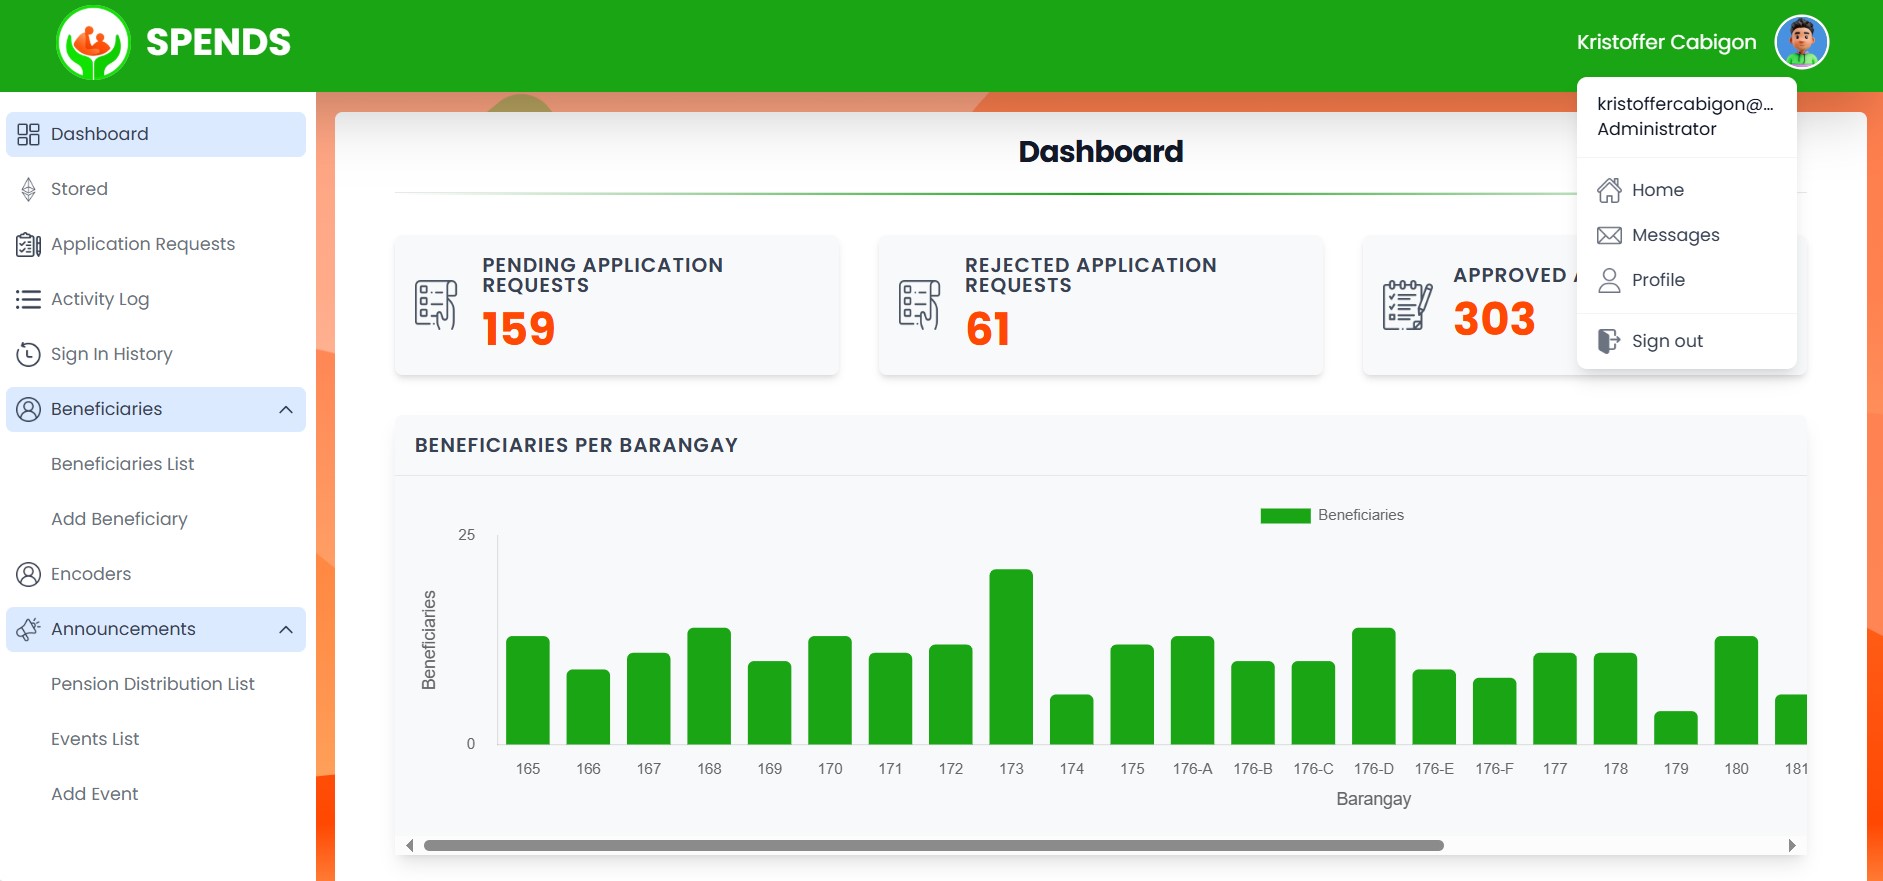 SPENDS
Kristoffer Cabigon
kristoffercabigon@...
Administrator
Home
Messages
Profile
Sign out
Dashboard
Stored
Application Requests
Activity Log
Sign In History
Beneficiaries
Beneficiaries List
Add Beneficiary
Encoders
Announcements
Pension Distribution List
Events List
Add Event
Dashboard
PENDING APPLICATION
REQUESTS
159
REJECTED APPLICATION
REQUESTS
61
APPROVED
303
BENEFICIARIES PER BARANGAY
Beneficiaries
25
0
Beneficiaries
165 166 167 168 169 170 171 172 173 174 175 176-A 176-B 176-C 176-D 176-E 176-F 177 178 179 180 181
Barangay